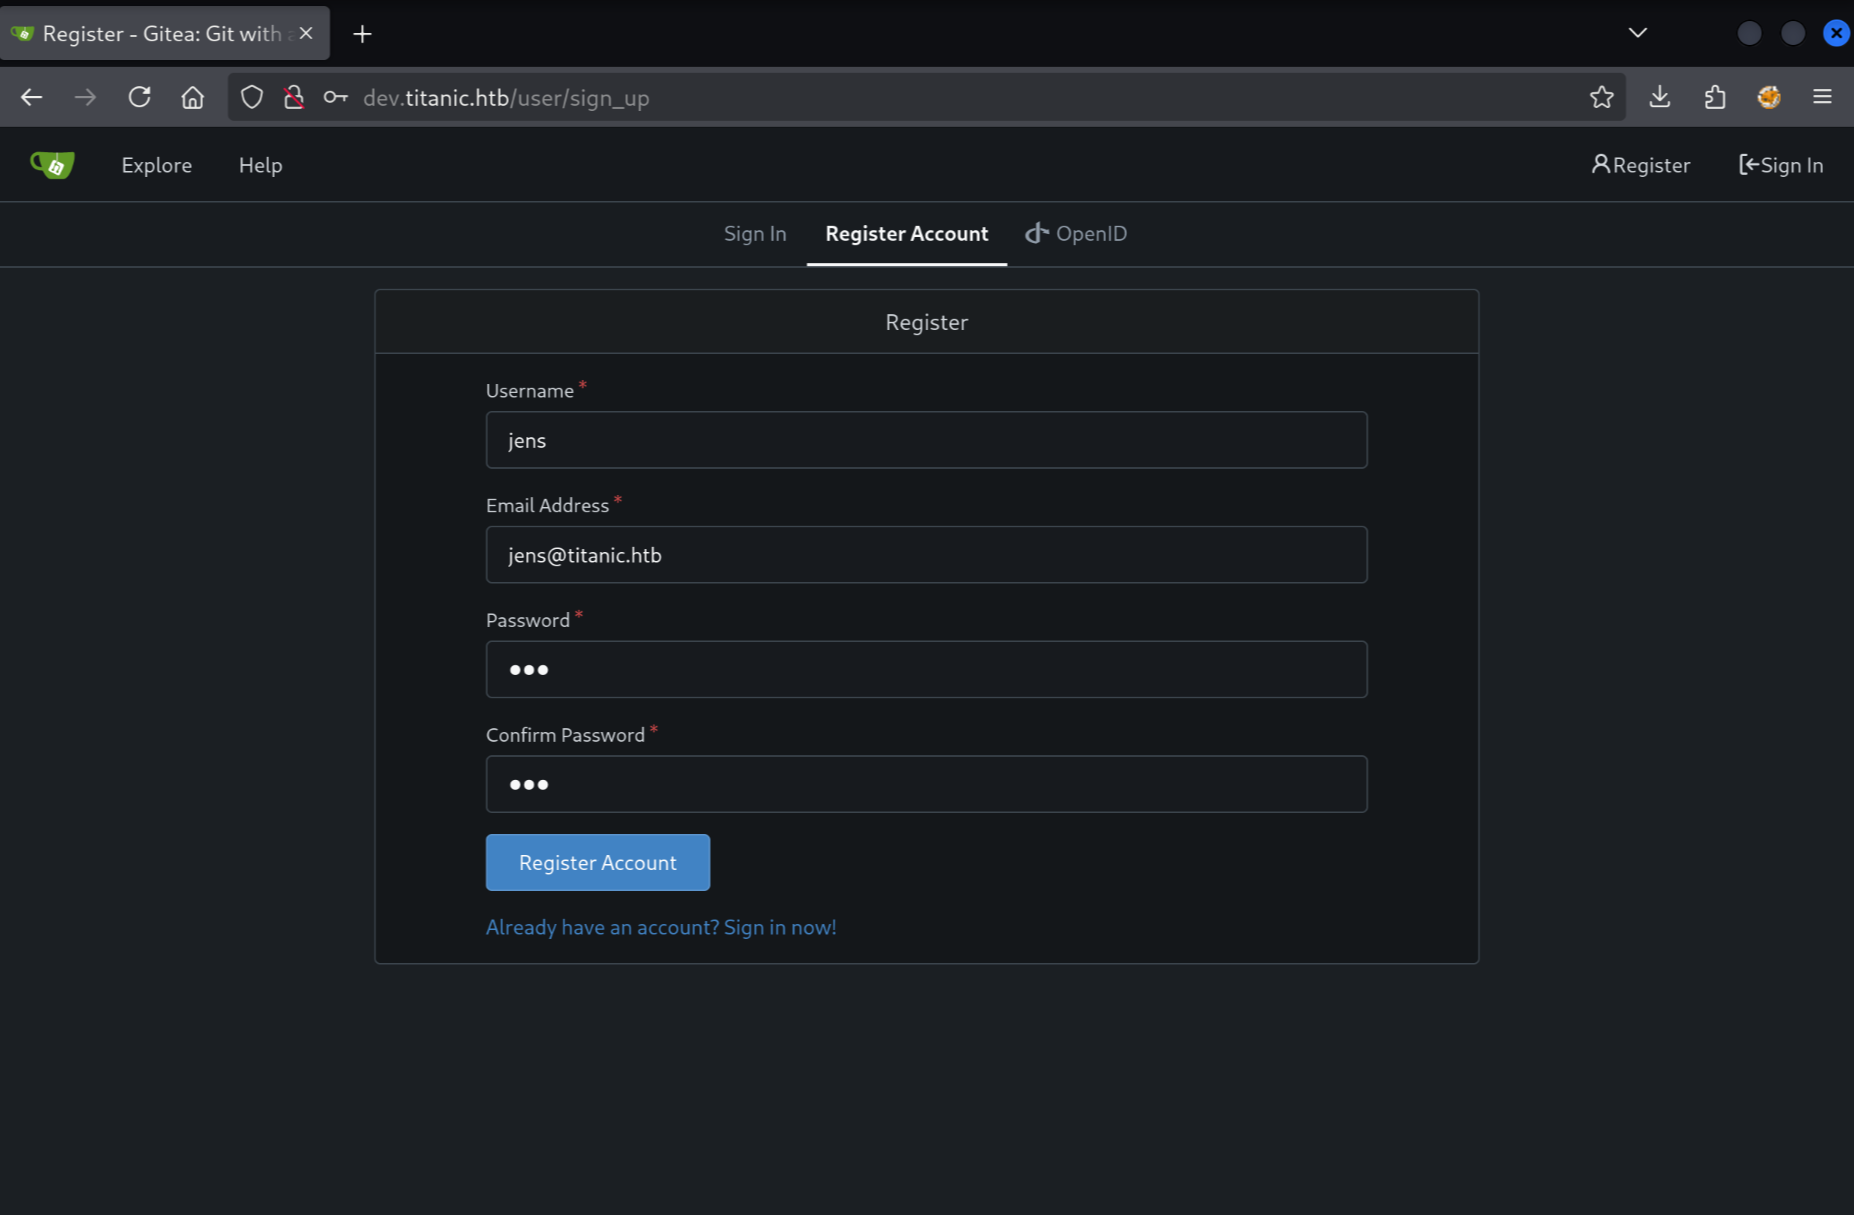 Register - Gitea: Git with a
dev.titanic.htb/user/sign_up
Explore Help Register Sign In
Sign In Register Account OpenID
Register
Username *
jens
Email Address *
jens@titanic.htb
Password *
●●●
Confirm Password *
●●●
Register Account
Already have an account? Sign in now!